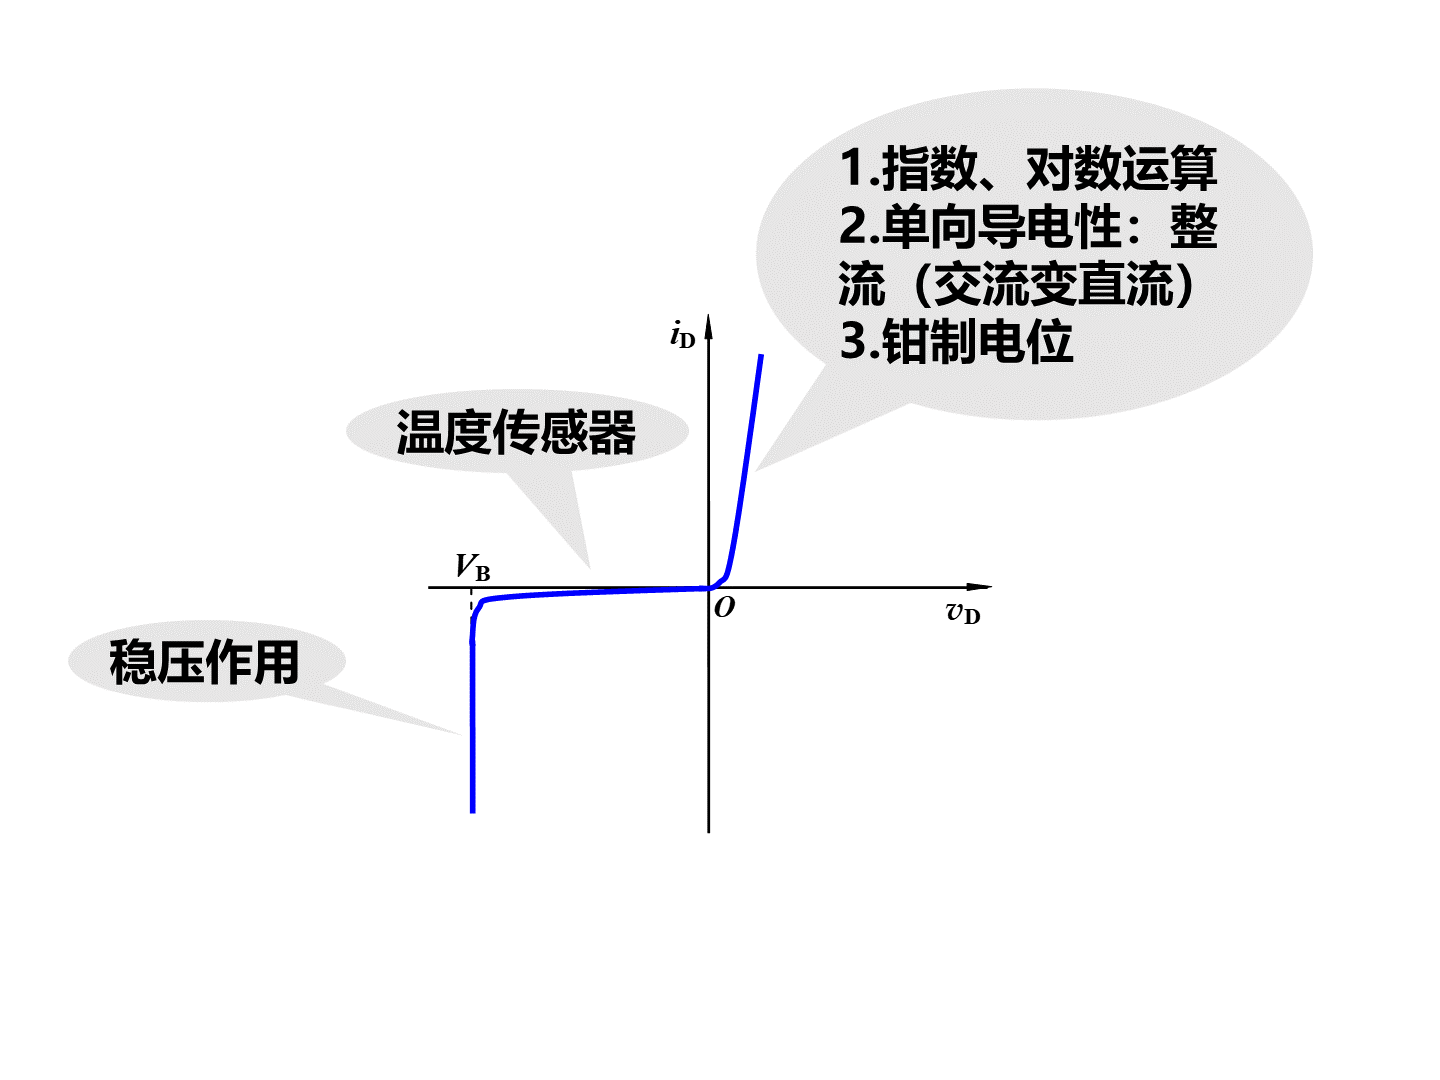 1.指数、对数运算
2.单向导电性：整
流（交流变直流）
3.钳制电位
iD
温度传感器
VB
O
vD
稳压作用